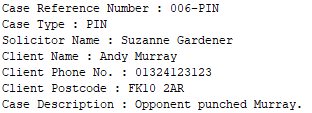 Case Reference Number : 006-PIN
Case Type : PIN
Solicitor Name : Suzanne Gardener
Client Name : Andy Murray
Client Phone No. : 01324123123
Client Postcode : FK10 2AR
Case Description : Opponent punched Murray.